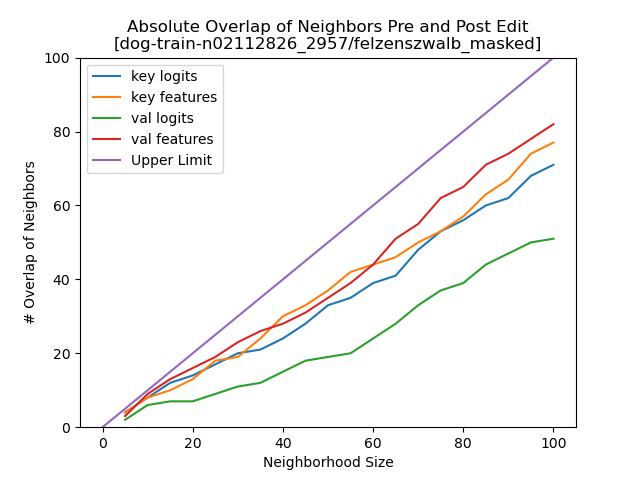 Absolute Overlap of Neighbors Pre and Post Edit
[dog-train-n02112826_2957/felzenszwalb_masked]
key logits
key features
val logits
val features
Upper Limit
# Overlap of Neighbors
100
80
60
40
20
0
0 20 40 60 80 100
Neighborhood Size